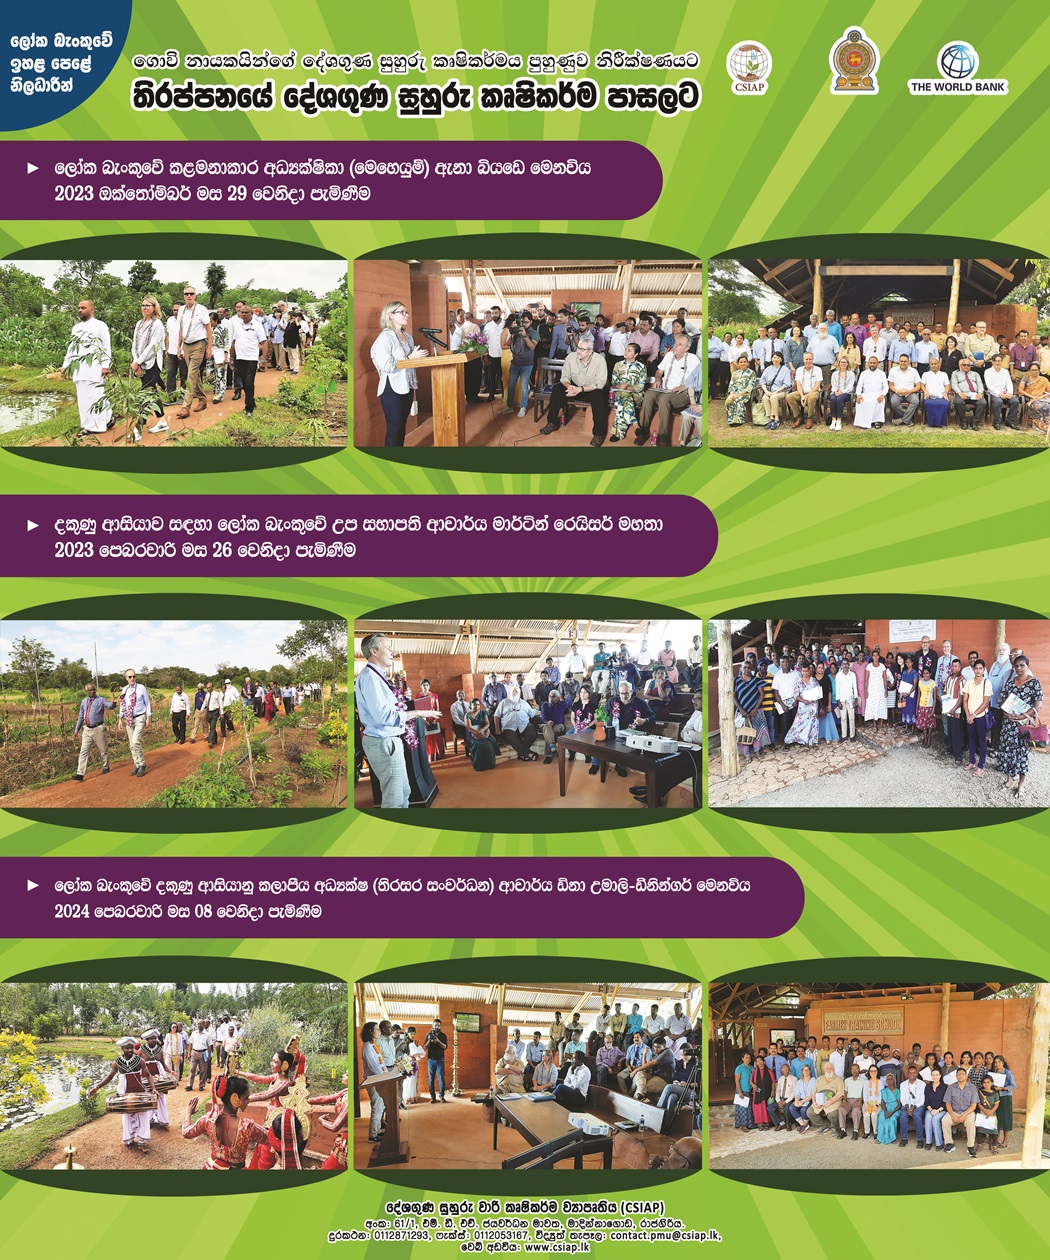 ලෝක බැංකුවේ
ඉහළ පෙළේ
නිලධාරීන්
ගොවි නායකයින්ගේ දේශගුණ සුහුරු කෘෂිකර්මය පුහුණුව නිරීක්ෂණයට
තිරප්පනයේ දේශගුණ සුහුරු කෘෂිකර්ම පාසලට
CSIAP
THE WORLD BANK
ලෝක බැංකුවේ කළමනාකාර අධ්‍යක්ෂිකා (මෙහෙයුම්) ඇනා බියඩේ මෙනවිය
2023 ඔක්තෝම්බර් මස 29 වෙනිදා පැමිණීම
දකුණු ආසියාව සඳහා ලෝක බැංකුවේ උප සභාපති ආචාර්ය මාර්ටින් රෙයිසර් මහතා
2023 පෙබරවාරි මස 26 වෙනිදා පැමිණීම
ලෝක බැංකුවේ දකුණු ආසියානු කලාපීය අධ්‍යක්ෂ (තිරසර සංවර්ධන) ආචාර්ය ඩිනා උමාලි-ඩීනින්ගර් මෙනවිය
2024 පෙබරවාරි මස 08 වෙනිදා පැමිණීම
FARMER TRAINING SCHOOL
දේශගුණ සුහුරු වාරි කෘෂිකර්ම ව්‍යාපෘතිය (CSIAP)
අංක: 61/1, එම්. ඩී. එච්. ජයවර්ධන මාවත, මාදින්නාගොඩ, රාජගිරිය.
දුරකථන: 0112871293, ෆැක්ස්: 0112053167, විද්‍යුත් තැපෑල: contact.pmu@csiap.lk,
වෙබ් අඩවිය: www.csiap.lk